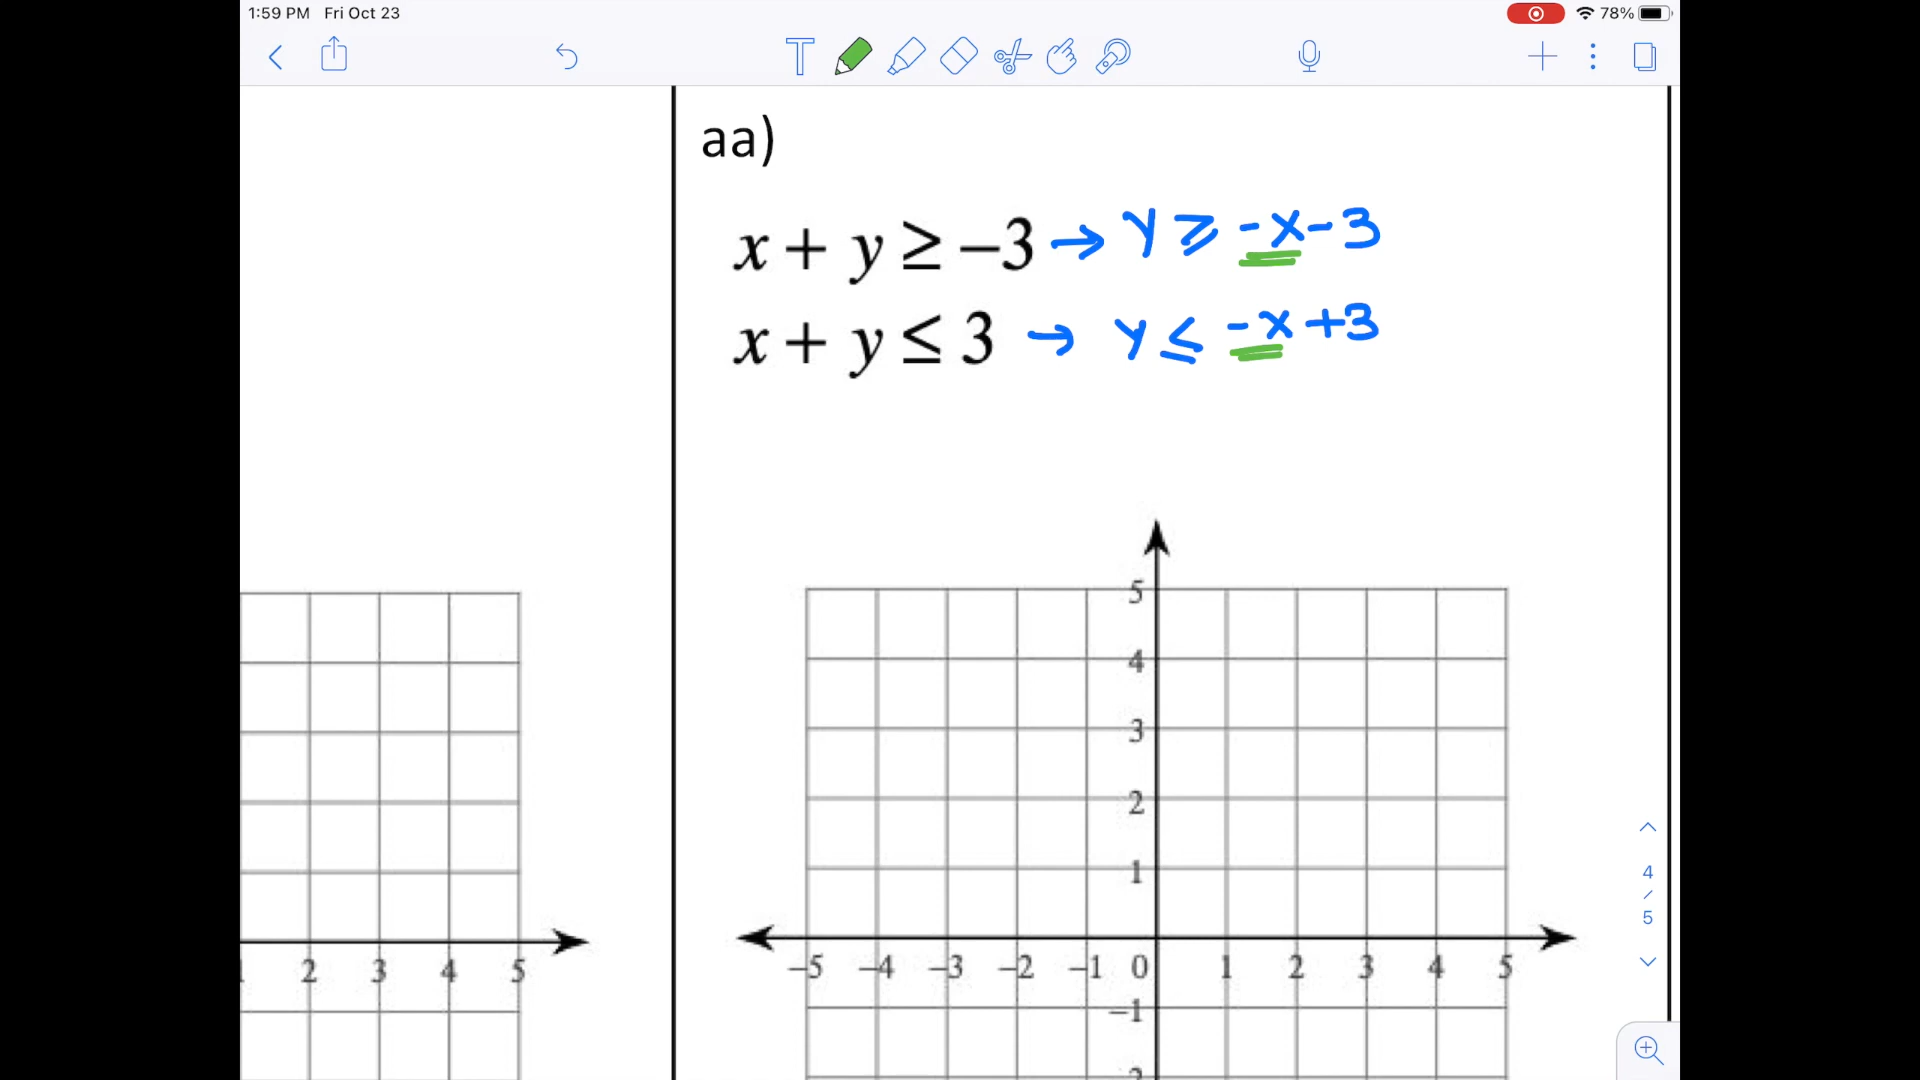 1:59 PM Fri Oct 23
78%
T
aa)
x + y ≥ −3 → y ≥ -x-3
x + y ≤ 3 → y ≤ -x+3
5
4
3
2
1
−5 −4 −3 −2 −1 0 1 2 3 4 5
−1
2 3 4 5
4
/
5